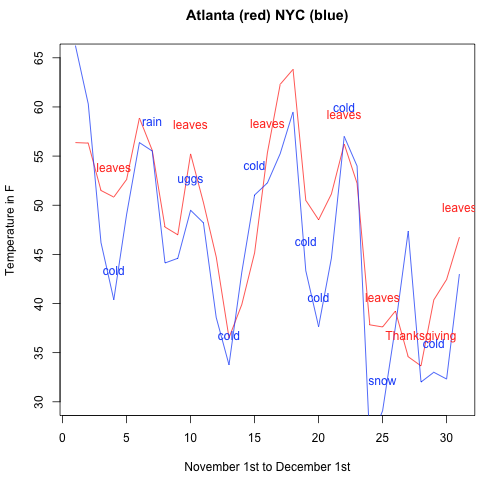 Atlanta (red) NYC (blue)
Temperature in F
65
60
55
50
45
40
35
30
leaves
rain
leaves
uggs
leaves
cold
cold
leaves
cold
cold
cold
cold
leaves
leaves
Thanksgiving
cold
snow
0
5
10
15
20
25
30
November 1st to December 1st